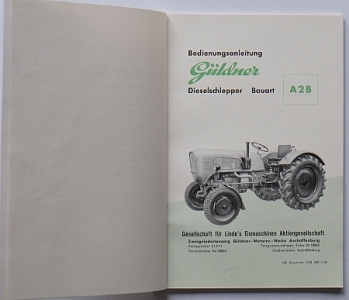 Bedienungsanleitung
Güldner
Dieselschlepper Bauart A2B
Gesellschaft für Linde's Eismaschinen Aktiengesellschaft
Zweigniederlassung Güldner-Motoren-Werke Aschaffenburg